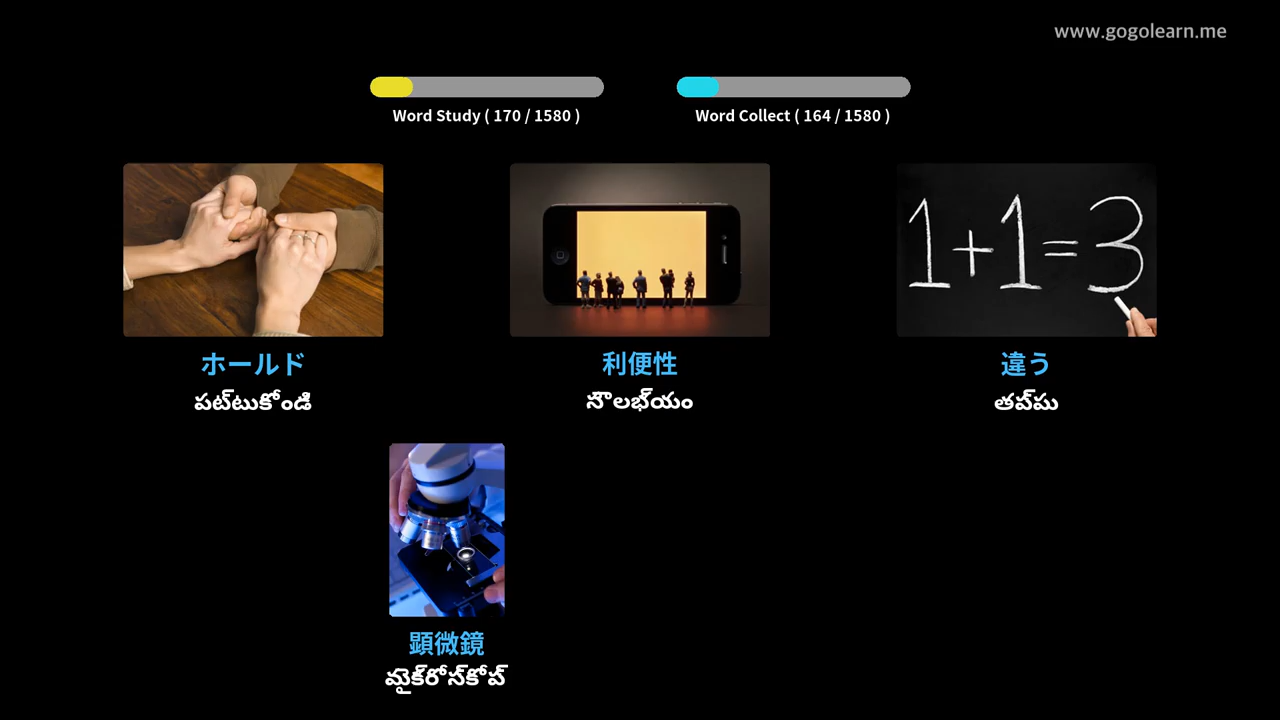 www.gogolearn.me
Word Study ( 170 / 1580 )
Word Collect ( 164 / 1580 )
1+1=3
ホールド
利便性
違う
పట్టుకోండి
సౌలభ్యం
తప్పు
顕微鏡
మైక్రోస్కోప్